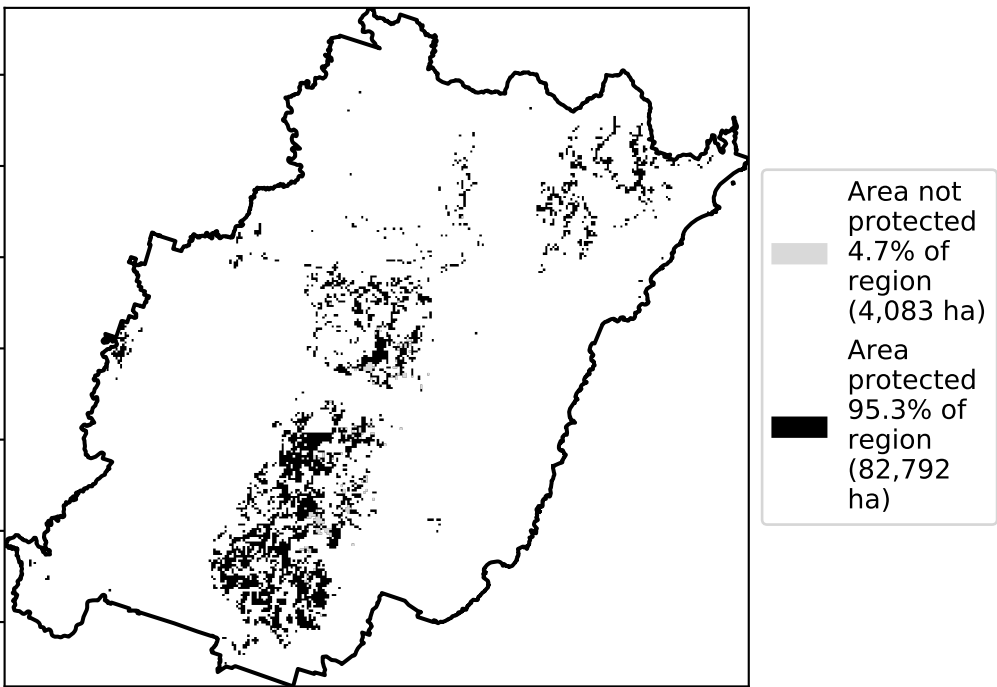 Area not
protected
4.7% of
region
(4,083 ha)
Area
protected
95.3% of
region
(82,792
ha)